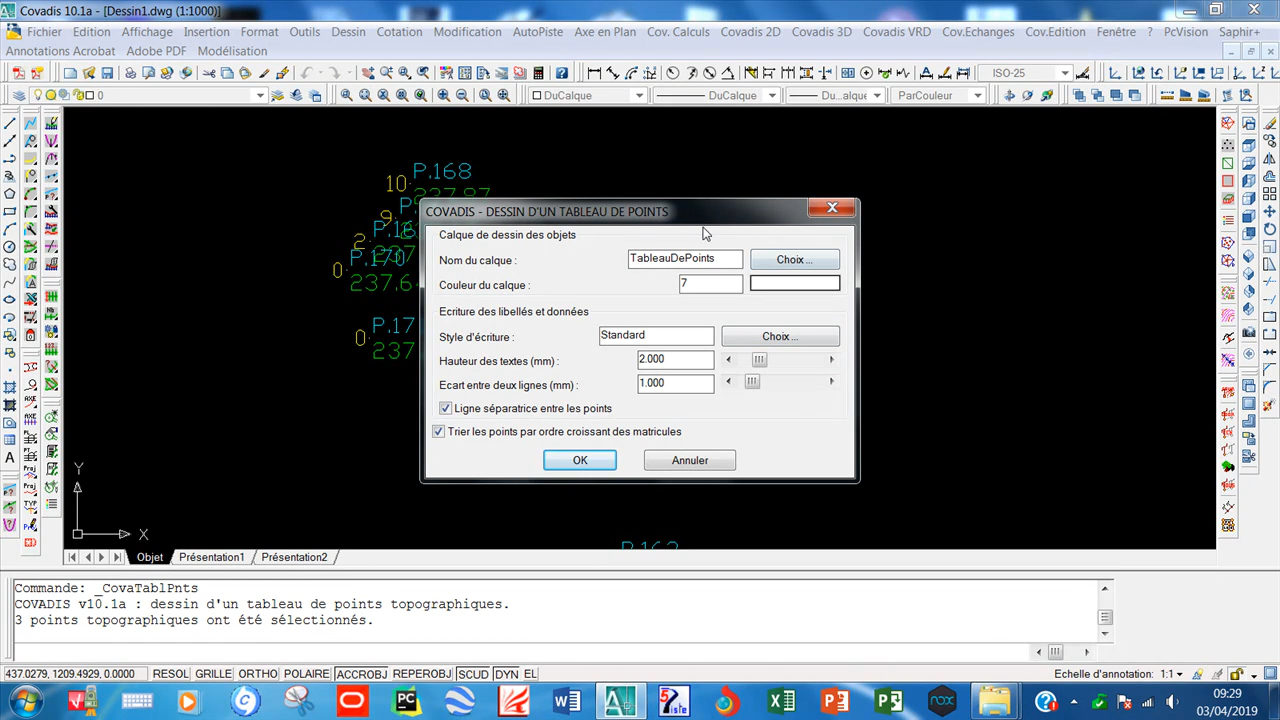 Covadis 10.1a - [Dessin1.dwg (1:1000)]
Fichier Edition Affichage Insertion Format Outils Dessin Cotation Modification AutoPiste Axe en Plan Cov. Calculs Covadis 2D Covadis 3D Covadis VRD Cov.Echanges Cov.Edition Fenêtre ? PcVision Saphir+
Annotations Acrobat Adobe PDF Modélisation
ISO-25
0 DuCalque DuCalque Du...alque ParCouleur
P.168
10
237.87
9
P.
P.16
2
P.170
0
237.6
P.17
0
237
COVADIS - DESSIN D'UN TABLEAU DE POINTS
Calque de dessin des objets
Nom du calque : TableauDePoints Choix ...
Couleur du calque : 7
Ecriture des libellés et données
Style d'écriture : Standard Choix ...
Hauteur des textes (mm) : 2.000
Ecart entre deux lignes (mm) : 1.000
Ligne séparatrice entre les points
Trier les points par ordre croissant des matricules
OK Annuler
Y
X
P.162
Objet Présentation1 Présentation2
Commande: _CovaTablPnts
COVADIS v10.1a : dessin d'un tableau de points topographiques.
3 points topographiques ont été sélectionnés.
437.0279, 1209.4929, 0.0000 RESOL GRILLE ORTHO POLAIRE ACCROBJ REPEROBJ SCUD DYN EL Echelle d'annotation: 1:1
09:29
03/04/2019